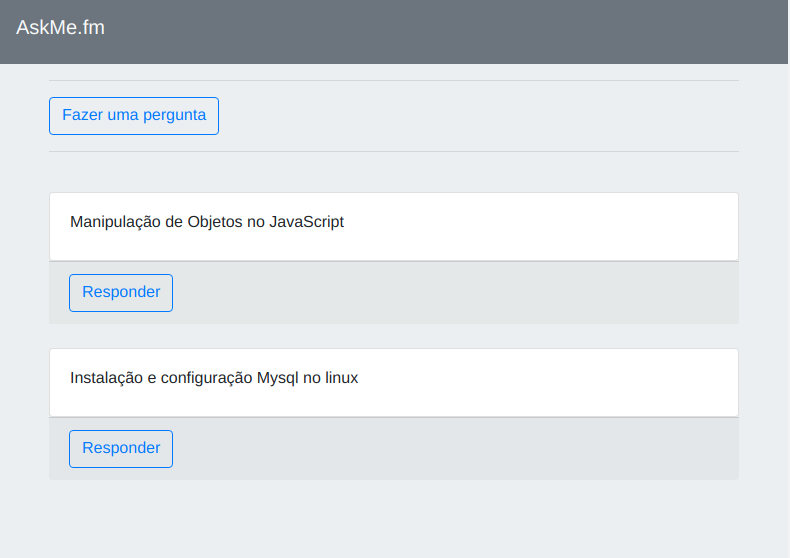 AskMe.fm
Fazer uma pergunta
Manipulação de Objetos no JavaScript
Responder
Instalação e configuração Mysql no linux
Responder